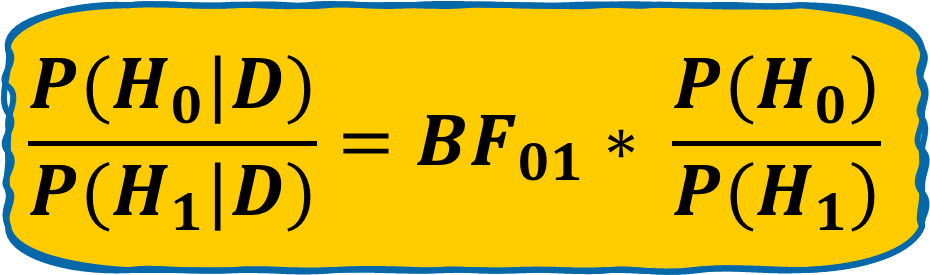 P(H₀|D) / P(H₁|D) = BF₀₁ * P(H₀) / P(H₁)